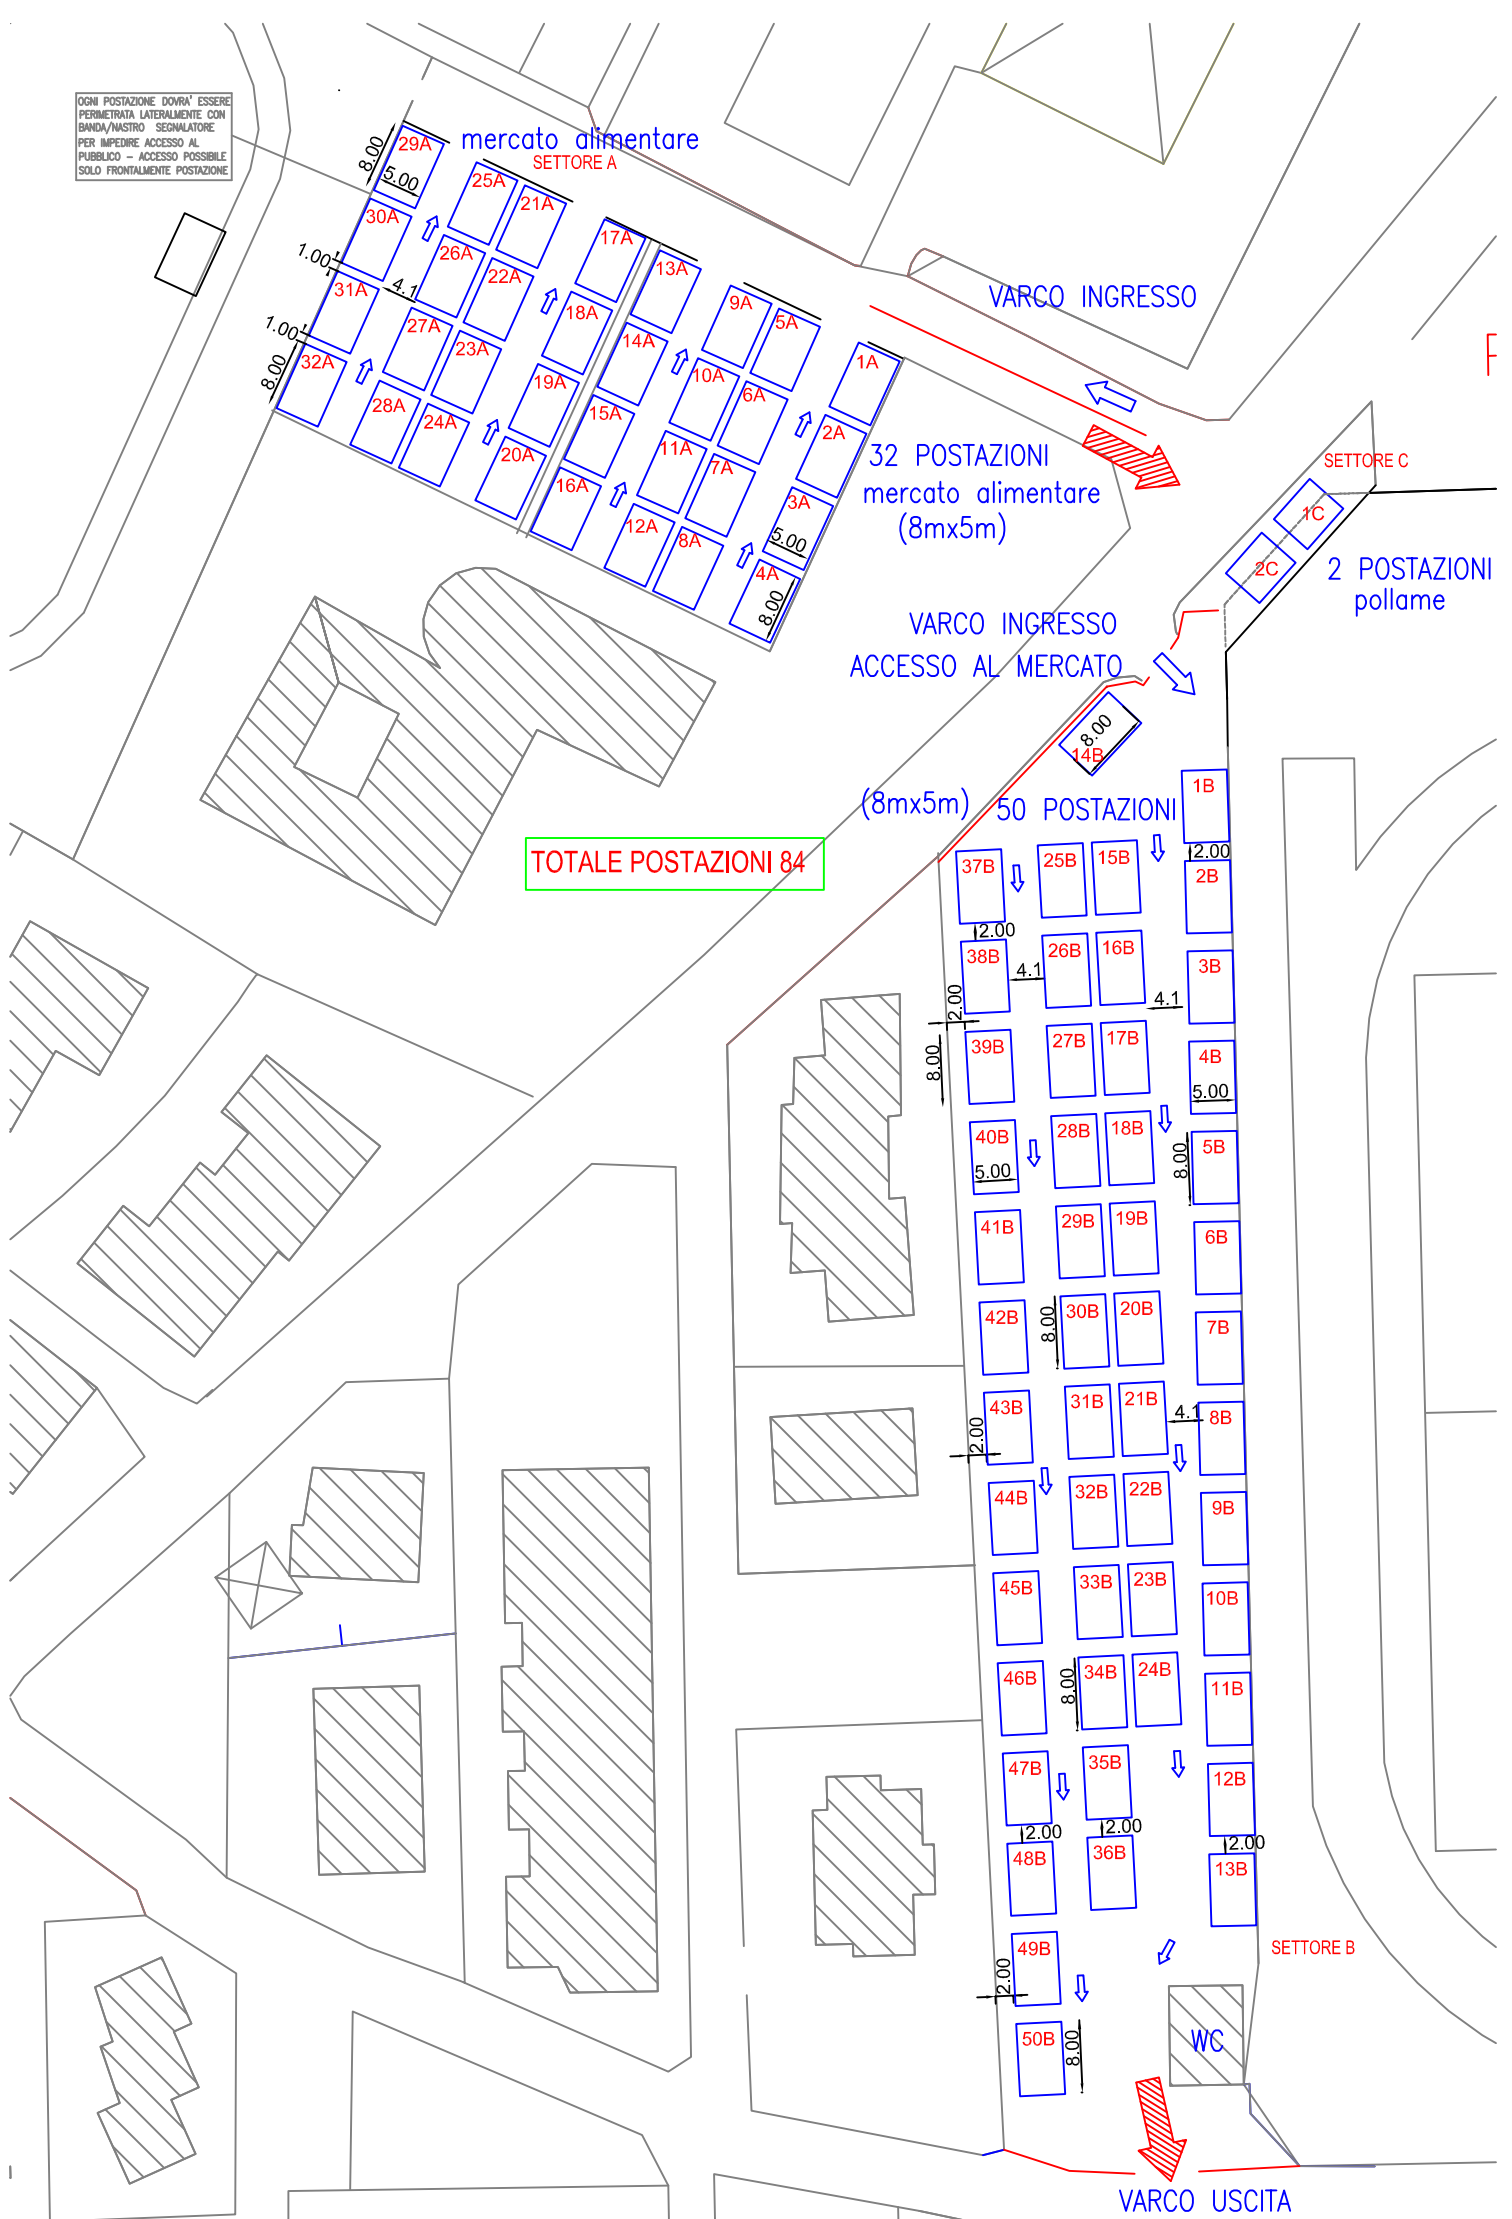 OGNI POSTAZIONE DOVRA' ESSERE
PERIMETRATA LATERALMENTE CON
BANDA/NASTRO SEGNALATORE
PER IMPEDIRE ACCESSO AL
PUBBLICO - ACCESSO POSSIBILE
SOLO FRONTALMENTE POSTAZIONE
mercato alimentare
SETTORE A
29A
8.00
5.00
25A
21A
30A
17A
26A
1.00
22A
13A
31A
4.1
9A
18A
5A
27A
1.00
14A
23A
32A
1A
8.00
10A
19A
6A
28A
15A
24A
2A
11A
20A
7A
16A
3A
12A
5.00
8A
4A
8.00
VARCO INGRESSO
32 POSTAZIONI
mercato alimentare
(8mx5m)
SETTORE C
1C
2C
2 POSTAZIONI
pollame
VARCO INGRESSO
ACCESSO AL MERCATO
8.00
14B
(8mx5m) 50 POSTAZIONI
TOTALE POSTAZIONI 84
1B
2.00
37B
25B
15B
2B
2.00
38B
26B
16B
3B
4.1
4.1
2.00
39B
27B
17B
4B
8.00
5.00
40B
28B
18B
5B
5.00
8.00
41B
29B
19B
6B
42B
30B
20B
7B
8.00
43B
31B
21B
8B
4.1
2.00
44B
32B
22B
9B
45B
33B
23B
10B
46B
34B
24B
11B
8.00
47B
35B
12B
2.00
2.00
2.00
48B
36B
13B
49B
SETTORE B
2.00
50B
8.00
WC
VARCO USCITA